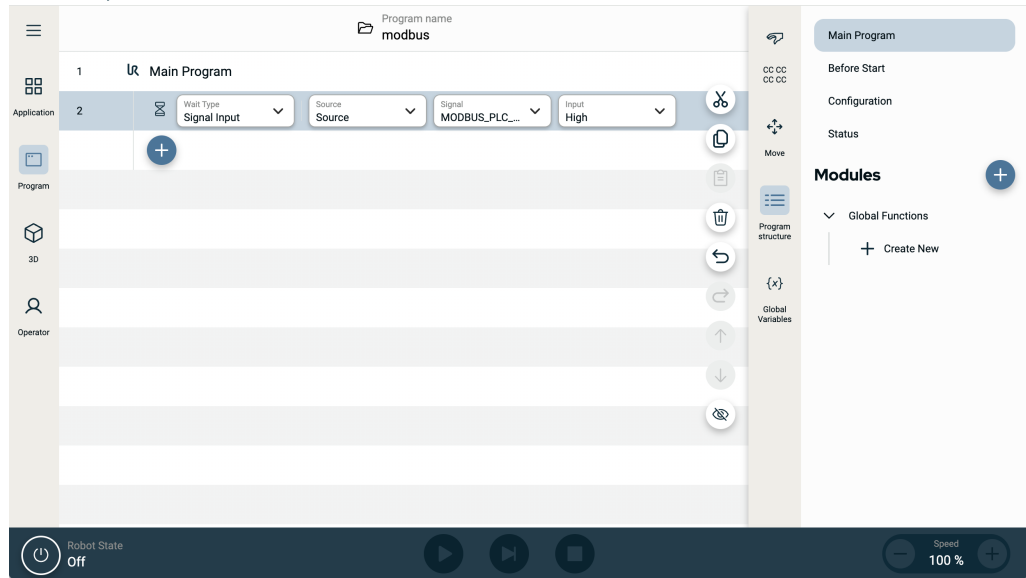 Program name
modbus
1 Main Program
2 Wait Type Source Signal Input
Signal Input Source MODBUS_PLC_... High
Application
Program
3D
Operator
CC CC
CC CC
Move
Program
structure
{x}
Global
Variables
Main Program
Before Start
Configuration
Status
Modules
Global Functions
Create New
Robot State
Off
Speed
100 %